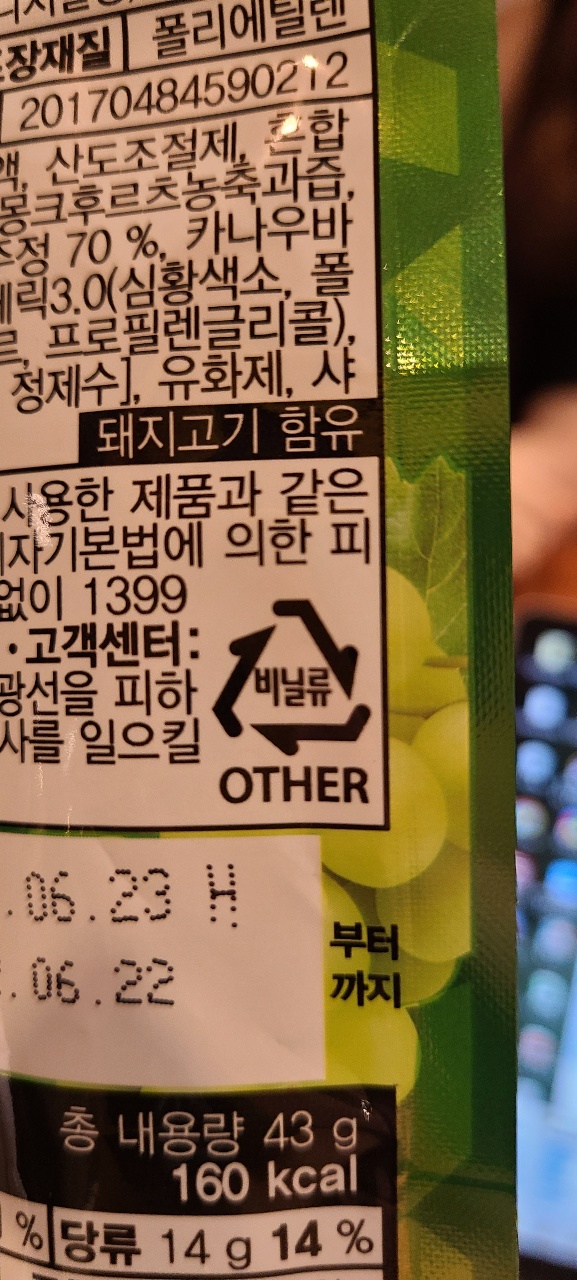 장재질 폴리에틸렌
20170484590212
액, 산도조절제, 혼합
몽크후르츠농축과즙,
추정 70 %, 카나우바
3.0(심황색소, 폴
프로필렌글리콜),
정제수], 유화제, 샤
돼지고기 함유
사용한 제품과 같은
자기본법에 의한 피
없이 1399
·고객센터:
광선을 피하
사를 일으킬
비닐류
OTHER
.06.23 H
.06.22
부터
까지
총 내용량 43 g
160 kcal
% 당류 14 g 14 %